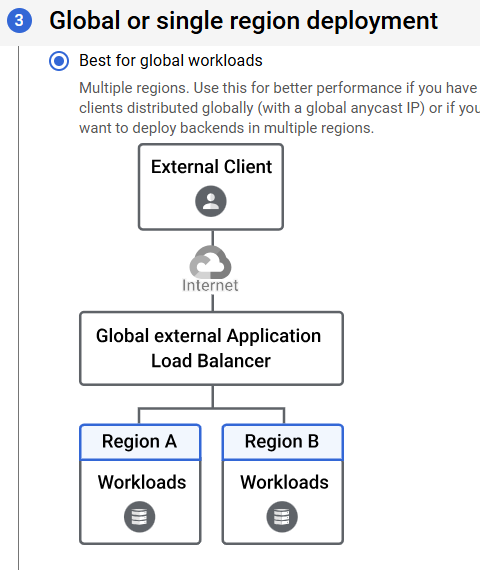 3 Global or single region deployment
Best for global workloads
Multiple regions. Use this for better performance if you have
clients distributed globally (with a global anycast IP) or if you
want to deploy backends in multiple regions.
External Client
Internet
Global external Application
Load Balancer
Region A
Region B
Workloads
Workloads